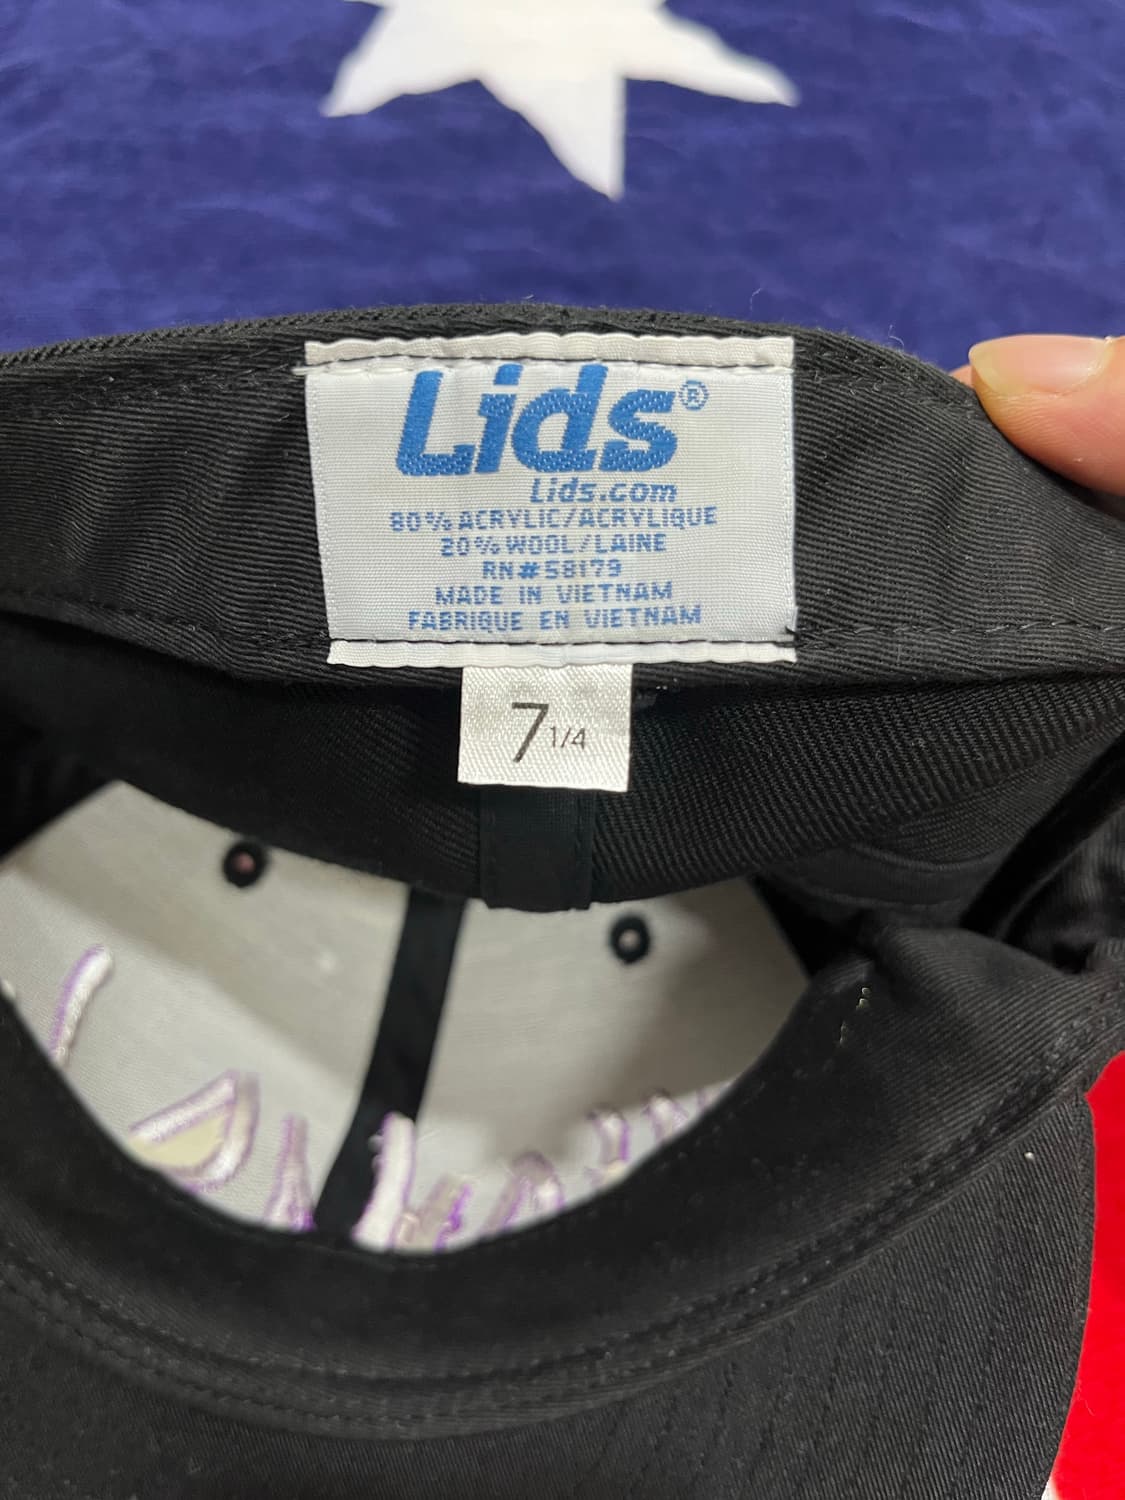 Lids®
Lids.com
80% ACRYLIC/ACRYLIQUE
20% WOOL/LAINE
RN#58179
MADE IN VIETNAM
FABRIQUE EN VIETNAM
7 1/4